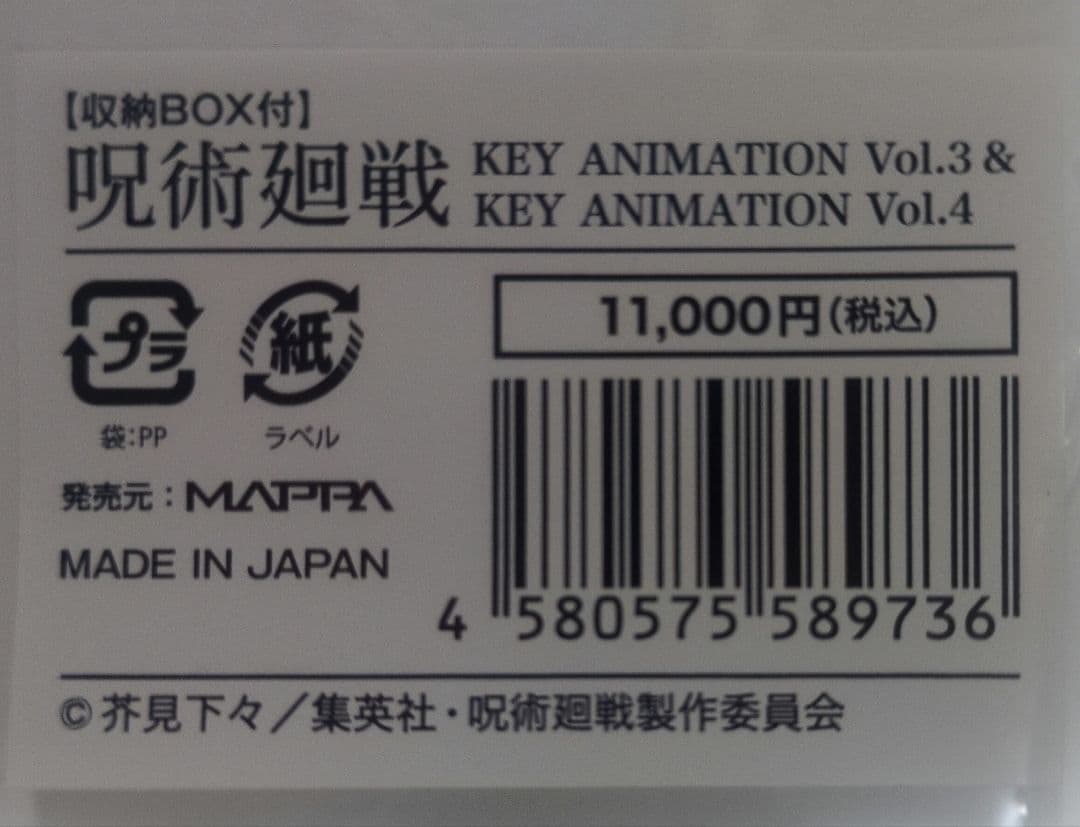 【収納BOX付】
呪術廻戦 KEY ANIMATION Vol.3 &
KEY ANIMATION Vol.4
プラ 紙
11,000円(税込)
袋:PP ラベル
発売元:MAPPA
MADE IN JAPAN
4 580575 589736
©芥見下々/集英社・呪術廻戦製作委員会